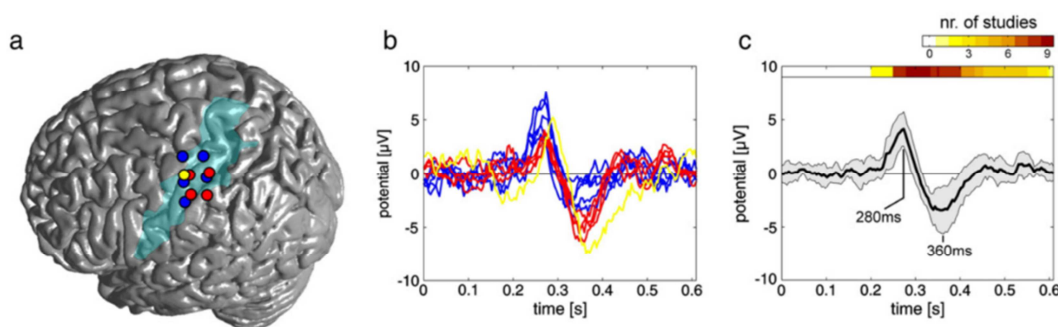 a
b
10
5
0
-5
-10
potential [µV]
0 0.1 0.2 0.3 0.4 0.5 0.6
time [s]
c
nr. of studies
0 3 6 9
10
5
0
-5
-10
potential [µV]
280ms
360ms
0 0.1 0.2 0.3 0.4 0.5 0.6
time [s]